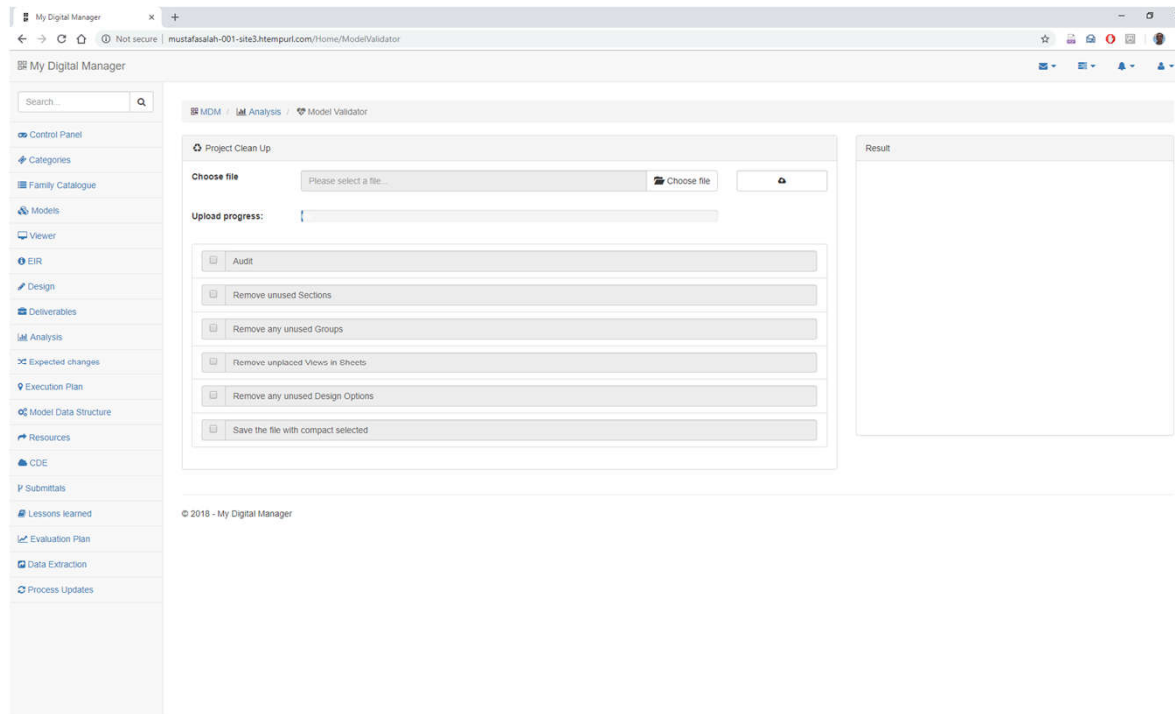 My Digital Manager
Not secure | mustafasalah-001-site3.htempurl.com/Home/ModelValidator
My Digital Manager
Search...
MDM / Analysis / Model Validator
Control Panel
Categories
Family Catalogue
Models
Viewer
EIR
Design
Deliverables
Analysis
Expected changes
Execution Plan
Model Data Structure
Resources
CDE
Submittals
Lessons learned
Evaluation Plan
Data Extraction
Process Updates
Project Clean Up
Choose file
Please select a file...
Choose file
Upload progress:
Audit
Remove unused Sections
Remove any unused Groups
Remove unplaced Views in Sheets
Remove any unused Design Options
Save the file with compact selected
Result
© 2018 - My Digital Manager